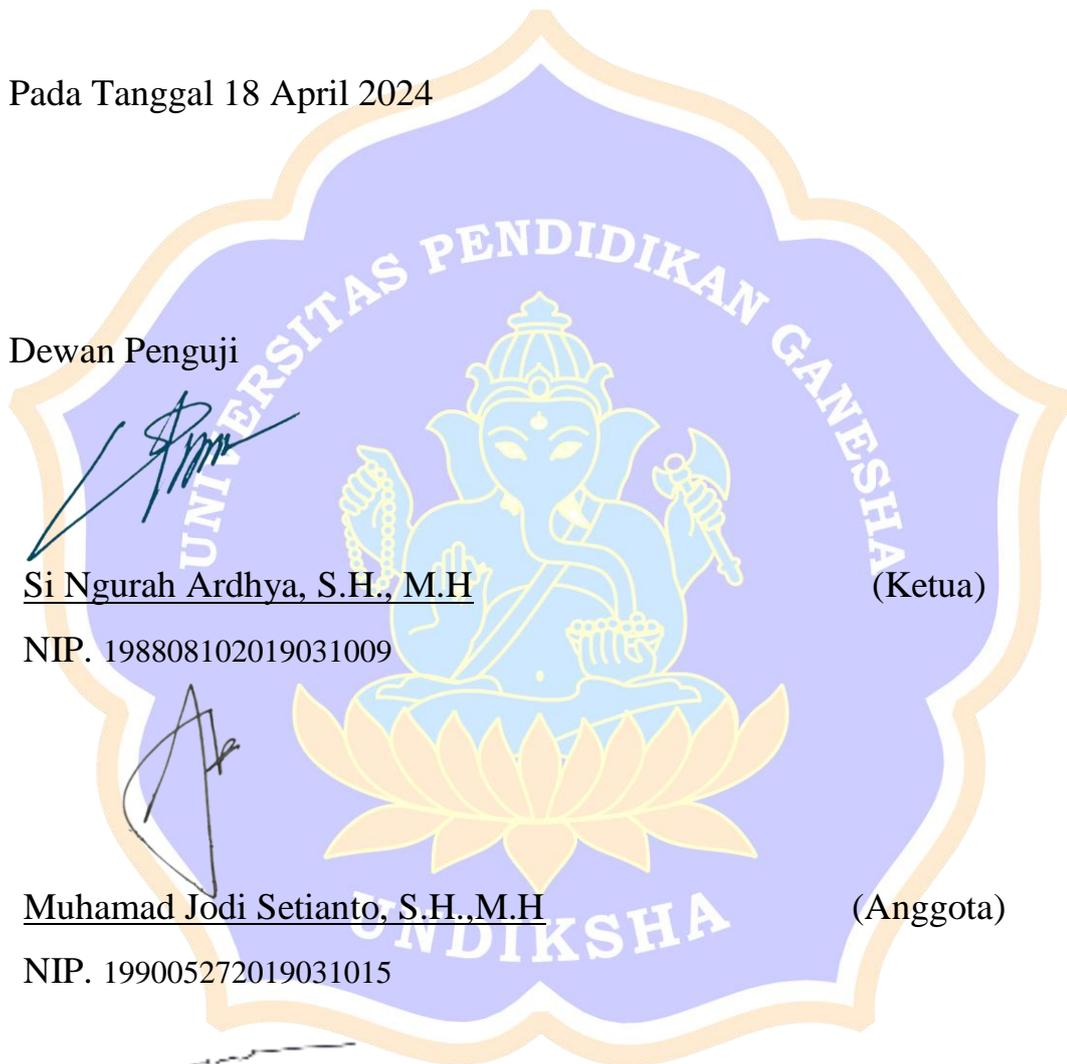 Pada Tanggal 18 April 2024
UNIVERSITAS PENDIDIKAN GANESHA
Dewan Penguji
Si Ngurah Ardhya, S.H., M.H (Ketua)
NIP. 198808102019031009
Muhamad Jodi Setianto, S.H.,M.H (Anggota)
UNDIKSHA
NIP. 199005272019031015